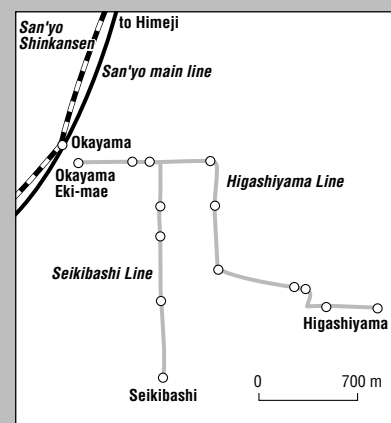 San'yo
Shinkansen
to Himeji
San'yo main line
Okayama
Okayama
Eki-mae
Higashiyama Line
Seikibashi Line
Higashiyama
Seikibashi
0
700 m